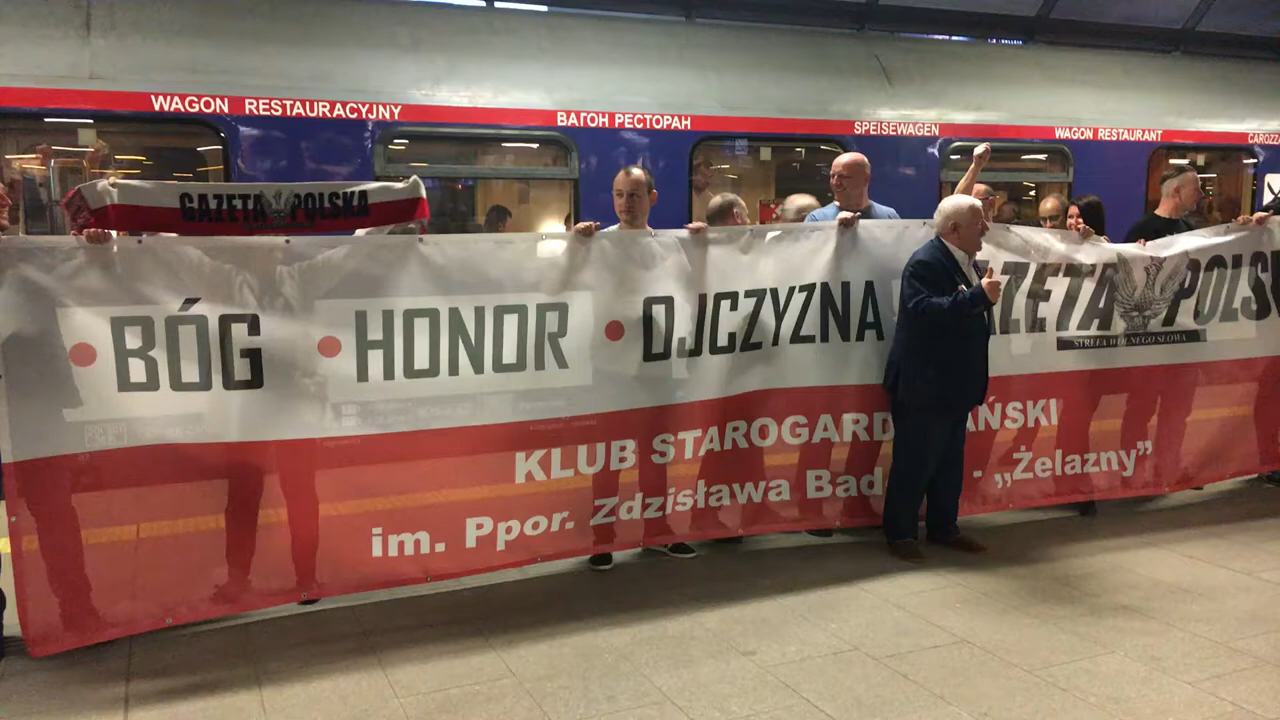 WAGON RESTAURACYJNY
ВАГОН РЕСТОРАН
SPEISEWAGEN
WAGON RESTAURANT
CAROZZA
GAZETA POLSKA
• BÓG • HONOR • OJCZYZNA
GAZETA POLSK
STREFA WOLNEGO SŁOWA
KLUB STAROGARD AŃSKI
im. Ppor. Zdzisława Bad - „Żelazny”